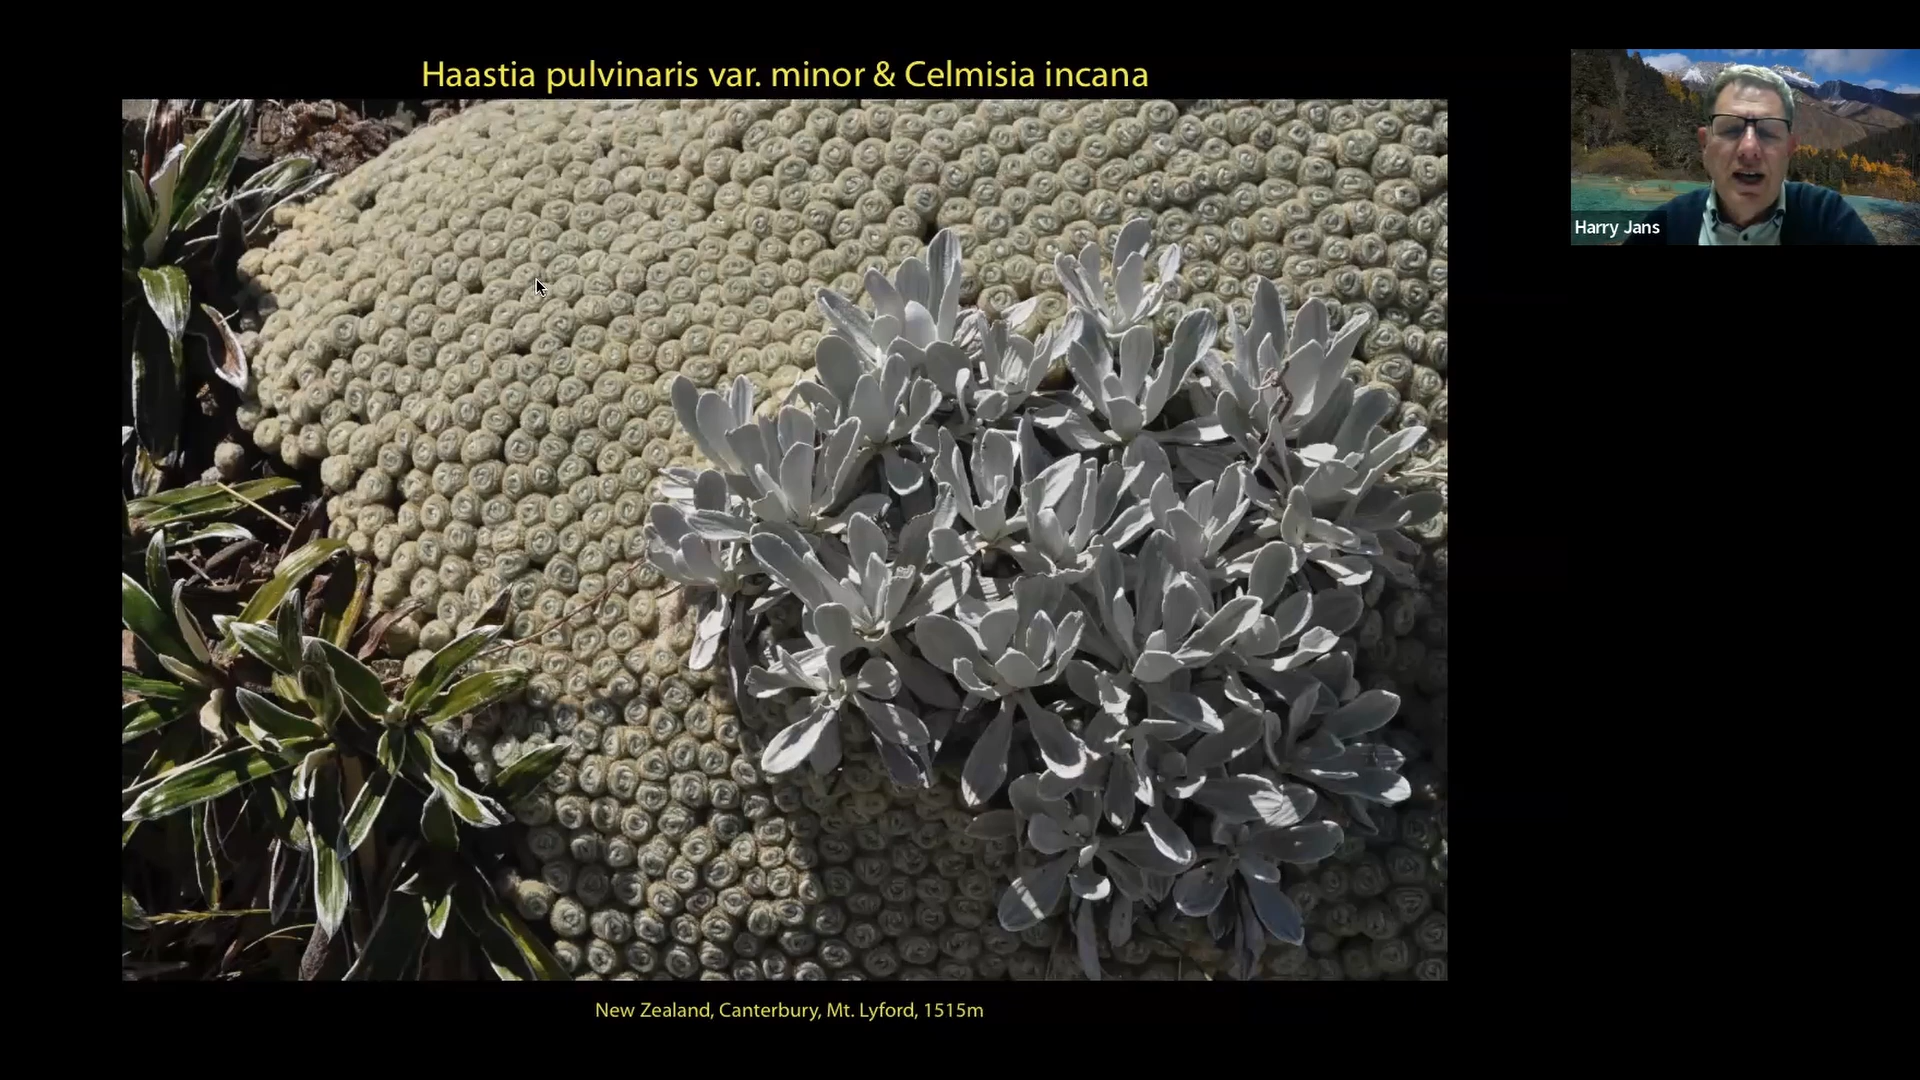 Haastia pulvinaris var. minor & Celmisia incana
Harry Jans
New Zealand, Canterbury, Mt. Lyford, 1515m